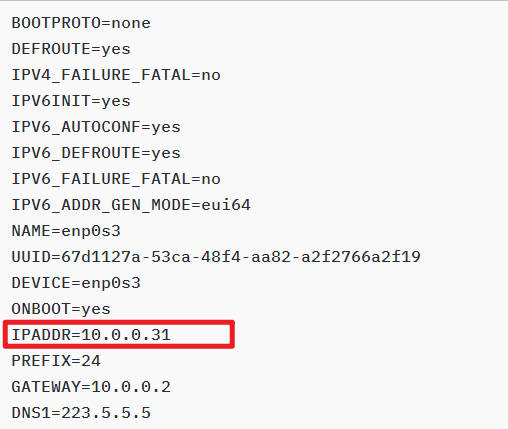 BOOTPROTO=none
DEFROUTE=yes
IPV4_FAILURE_FATAL=no
IPV6INIT=yes
IPV6_AUTOCONF=yes
IPV6_DEFROUTE=yes
IPV6_FAILURE_FATAL=no
IPV6_ADDR_GEN_MODE=eui64
NAME=enp0s3
UUID=67d1127a-53ca-48f4-aa82-a2f2766a2f19
DEVICE=enp0s3
ONBOOT=yes
IPADDR=10.0.0.31
PREFIX=24
GATEWAY=10.0.0.2
DNS1=223.5.5.5